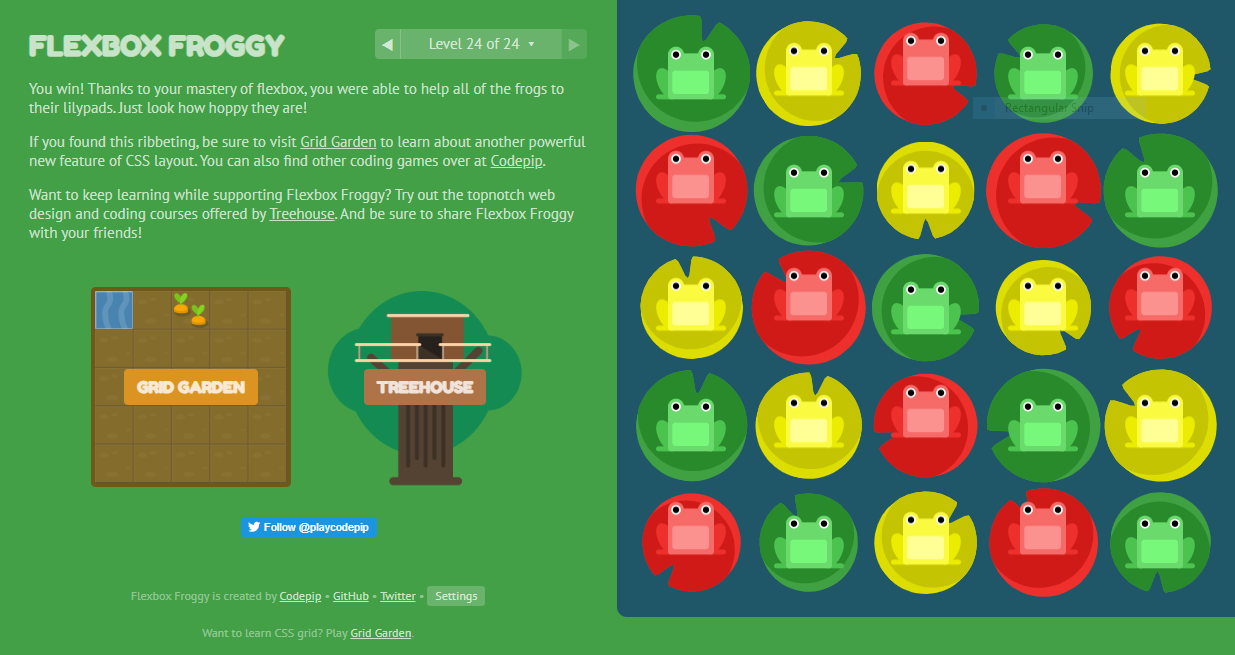 FLEXBOX FROGGY
Level 24 of 24
You win! Thanks to your mastery of flexbox, you were able to help all of the frogs to
their lilypads. Just look how hoppy they are!
If you found this ribbeting, be sure to visit Grid Garden to learn about another powerful
new feature of CSS layout. You can also find other coding games over at Codepip.
Want to keep learning while supporting Flexbox Froggy? Try out the topnotch web
design and coding courses offered by Treehouse. And be sure to share Flexbox Froggy
with your friends!
GRID GARDEN
TREEHOUSE
Follow @playcodepip
Flexbox Froggy is created by Codepip • GitHub • Twitter • Settings
Want to learn CSS grid? Play Grid Garden.
Rectangular Snip